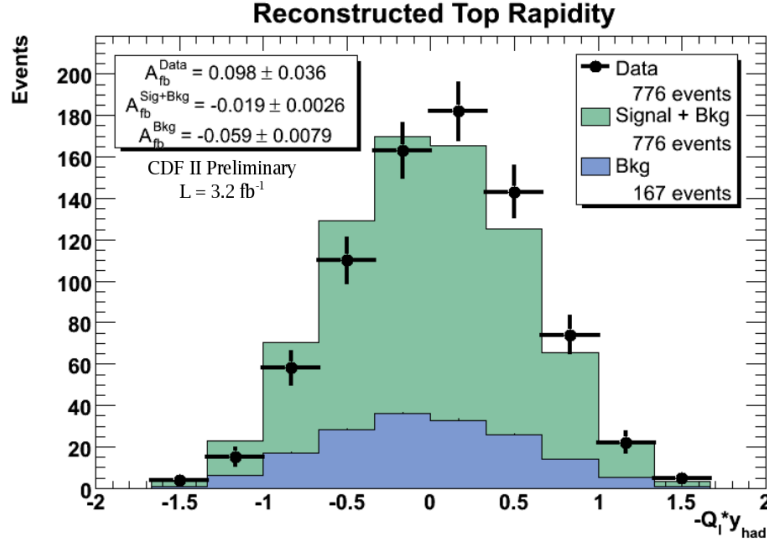 Reconstructed Top Rapidity
Events
A_fb^Data = 0.098 ± 0.036
A_fb^Sig+Bkg = -0.019 ± 0.0026
A_fb^Bkg = -0.059 ± 0.0079
CDF II Preliminary
L = 3.2 fb⁻¹
Data
776 events
Signal + Bkg
776 events
Bkg
167 events
200
180
160
140
120
100
80
60
40
20
0
-2 -1.5 -1 -0.5 0 0.5 1 1.5 2
-Q_l*y_had